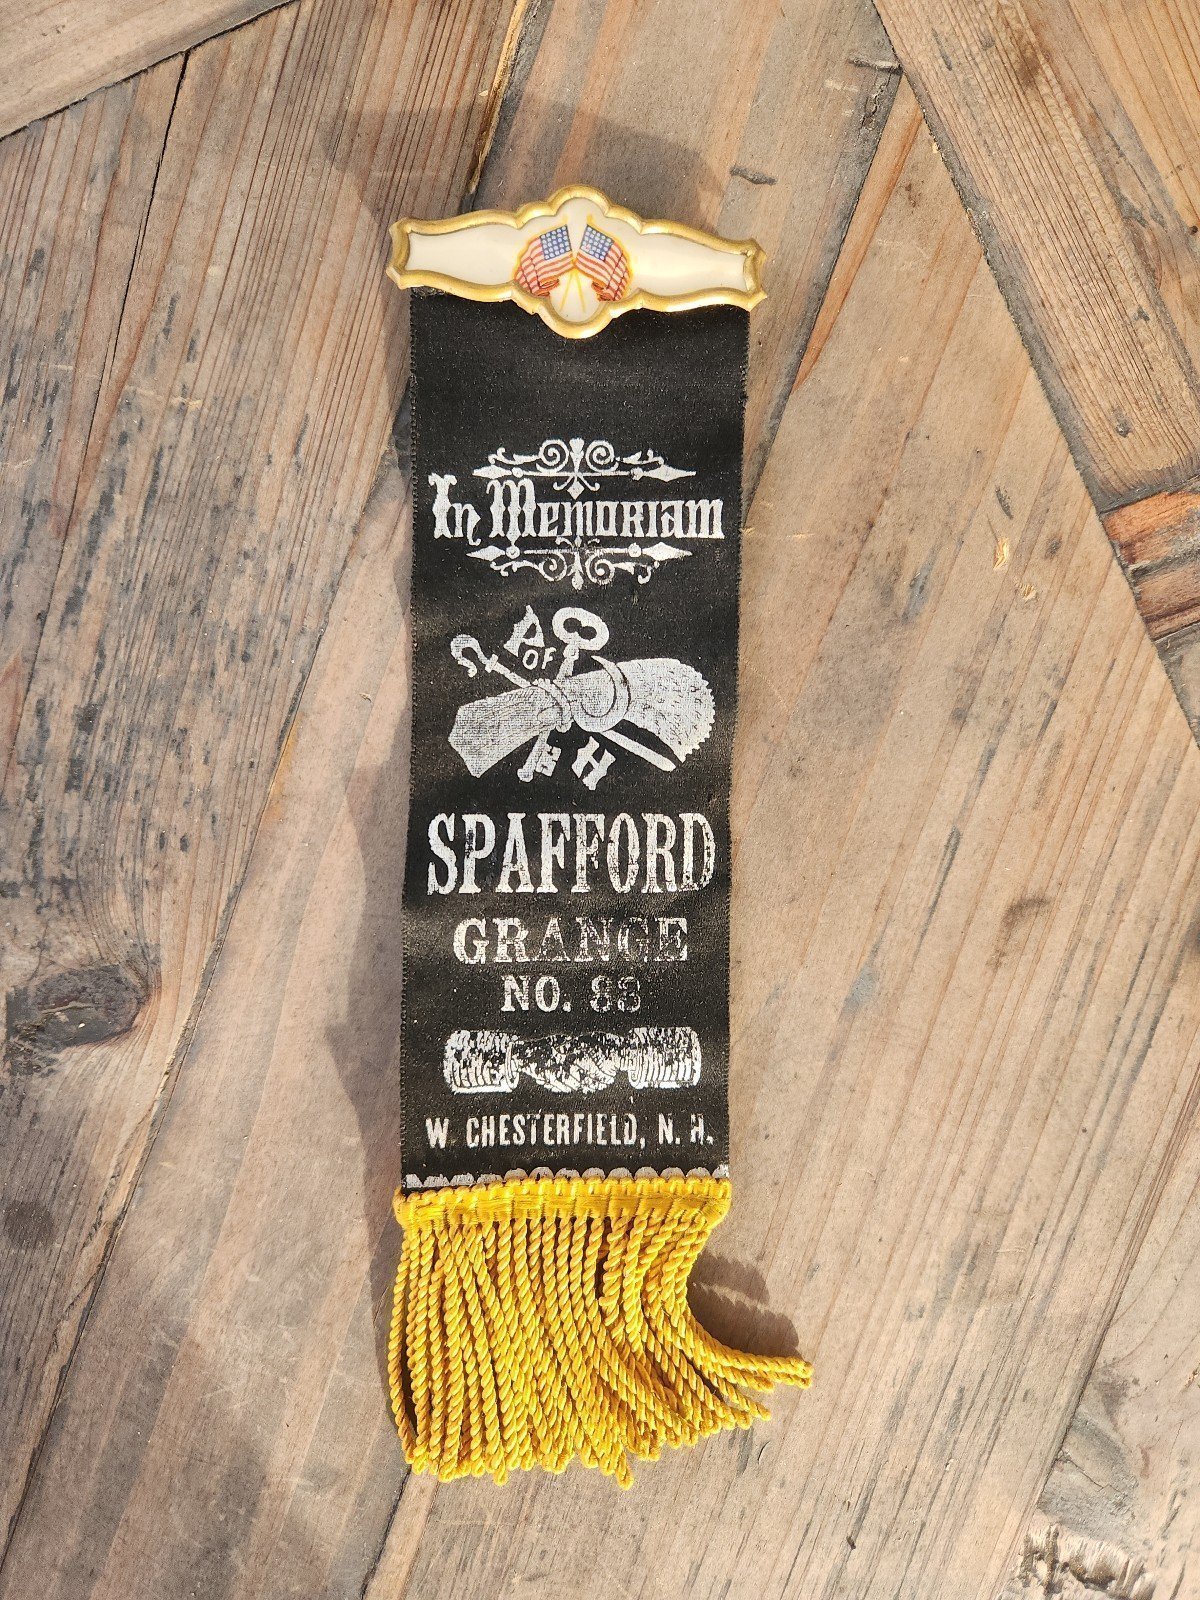 In Memoriam
P OF H
SPAFFORD
GRANGE
NO. 83
W. CHESTERFIELD, N. H.